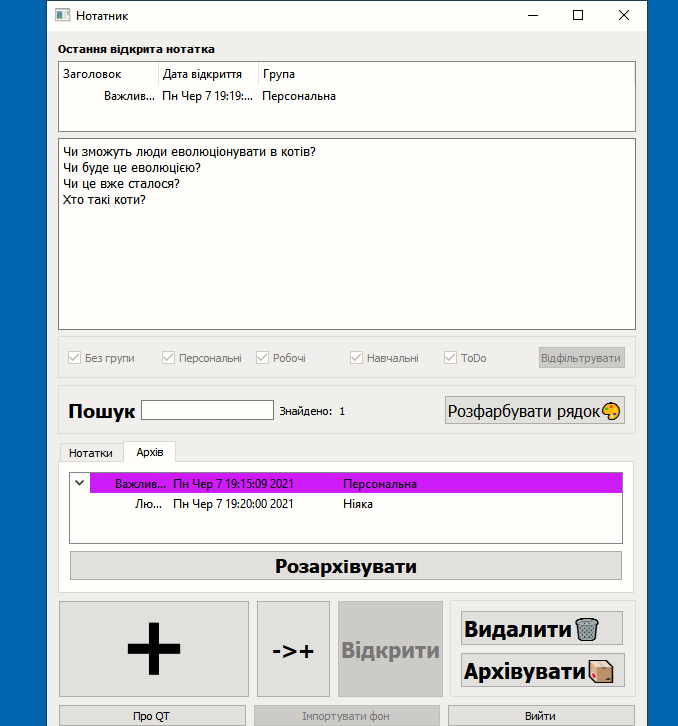 Нотатник
Остання відкрита нотатка
Заголовок Дата відкриття Група
Важлив... Пн Чер 7 19:19:... Персональна
Чи зможуть люди еволюціонувати в котів?
Чи буде це еволюцією?
Чи це вже сталося?
Хто такі коти?
Без групи Персональні Робочі Навчальні ToDo Відфільтрувати
Пошук Знайдено: 1 Розфарбувати рядок
Нотатки Архів
Важлив... Пн Чер 7 19:15:09 2021 Персональна
Лю... Пн Чер 7 19:20:00 2021 Ніяка
Розархівувати
+ ->+ Відкрити Видалити
Архівувати
Про QT Імпортувати фон Вийти